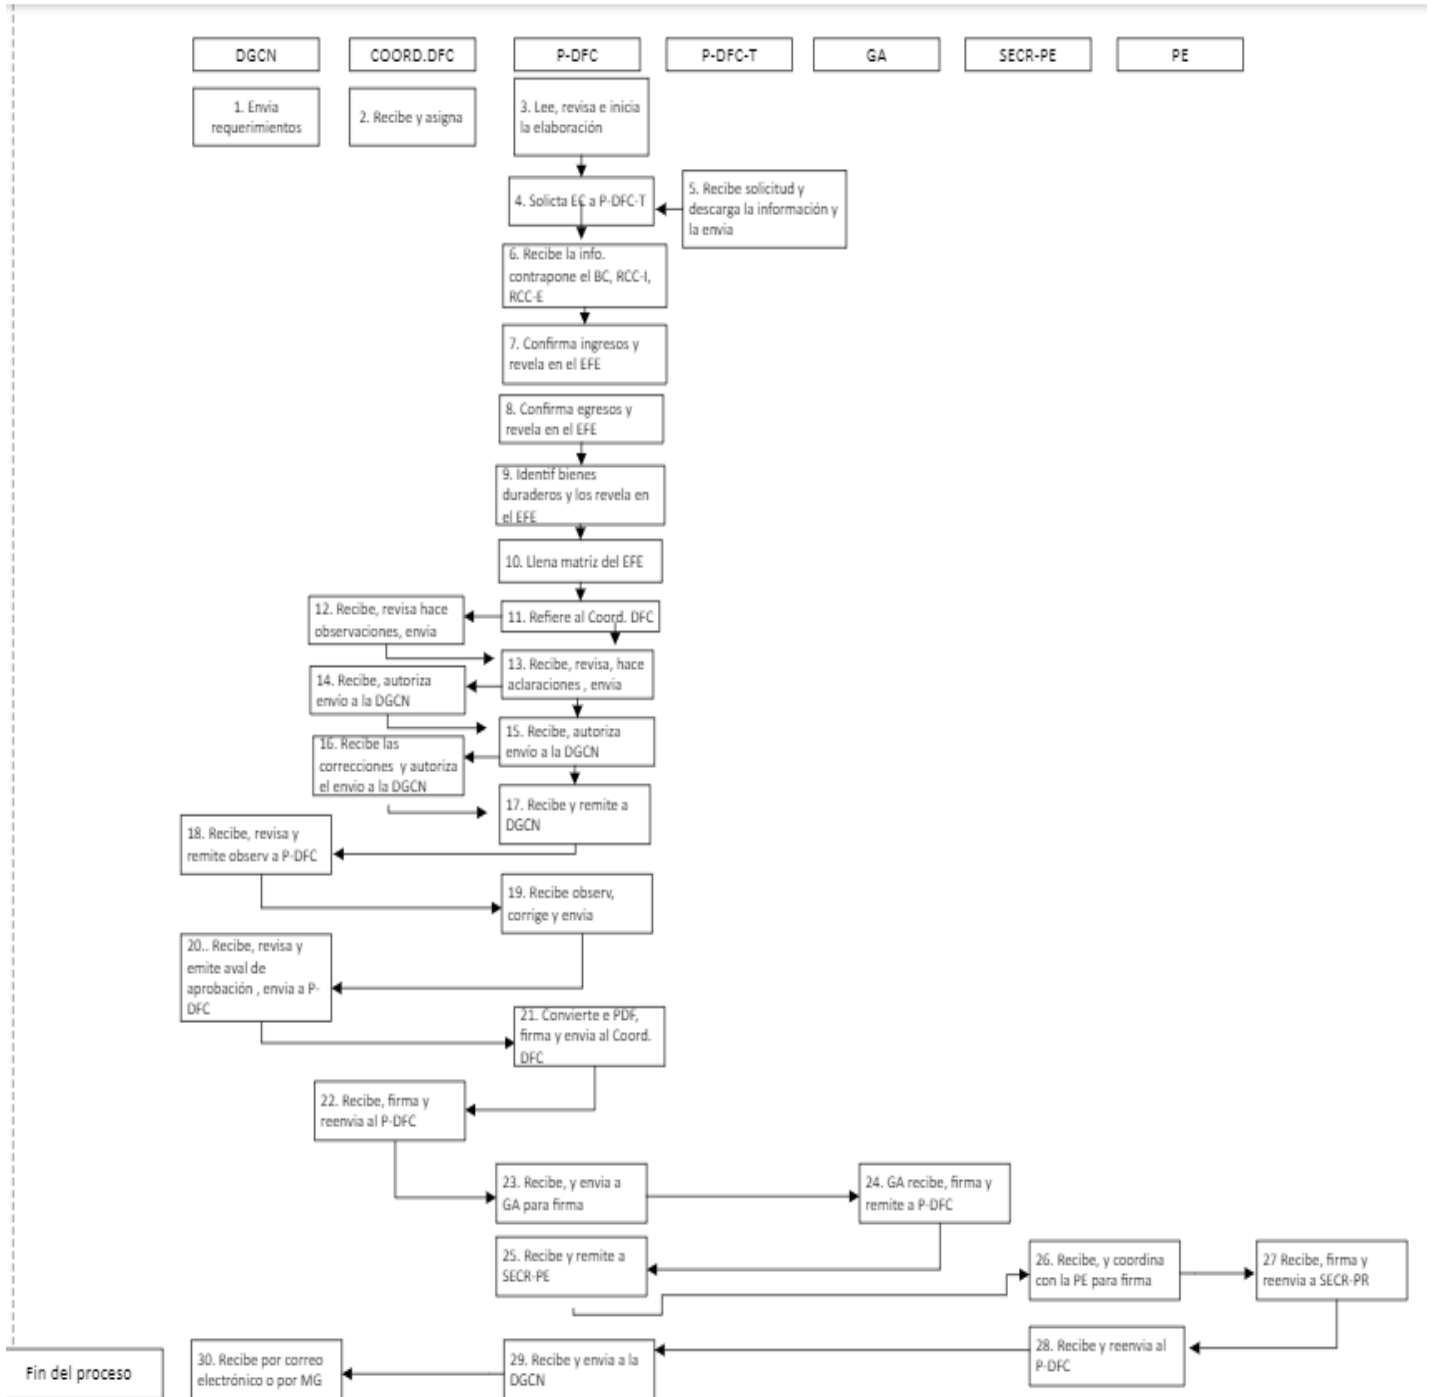 DGCN
COORD.DFC
P-DFC
P-DFC-T
GA
SECR-PE
PE
1. Envia
requerimientos
2. Recibe y asigna
3. Lee, revisa e inicia
la elaboración
4. Solicta EC a P-DFC-T
5. Recibe solicitud y
descarga la información y
la envia
6. Recibe la info.
contrapone el BC, RCC-I,
RCC-E
7. Confirma ingresos y
revela en el EFE
8. Confirma egresos y
revela en el EFE
9. Identif bienes
duraderos y los revela en
el EFE
10. Llena matriz del EFE
11. Refiere al Coord. DFC
12. Recibe, revisa hace
observaciones, envia
13. Recibe, revisa, hace
aclaraciones , envia
14. Recibe, autoriza
envío a la DGCN
15. Recibe, autoriza
envío a la DGCN
16. Recibe las
correcciones y autoriza
el envio a la DGCN
17. Recibe y remite a
DGCN
18. Recibe, revisa y
remite observ a P-DFC
19. Recibe observ,
corrige y envia
20.. Recibe, revisa y
emite aval de
aprobación , envia a P-
DFC
21. Convierte e PDF,
firma y envia al Coord.
DFC
22. Recibe, firma y
reenvia al P-DFC
23. Recibe, y envia a
GA para firma
24. GA recibe, firma y
remite a P-DFC
25. Recibe y remite a
SECR-PE
26. Recibe, y coordina
con la PE para firma
27 Recibe, firma y
reenvia a SECR-PR
28. Recibe y reenvia al
P-DFC
29. Recibe y envia a la
DGCN
30. Recibe por correo
electrónico o por MG
Fin del proceso